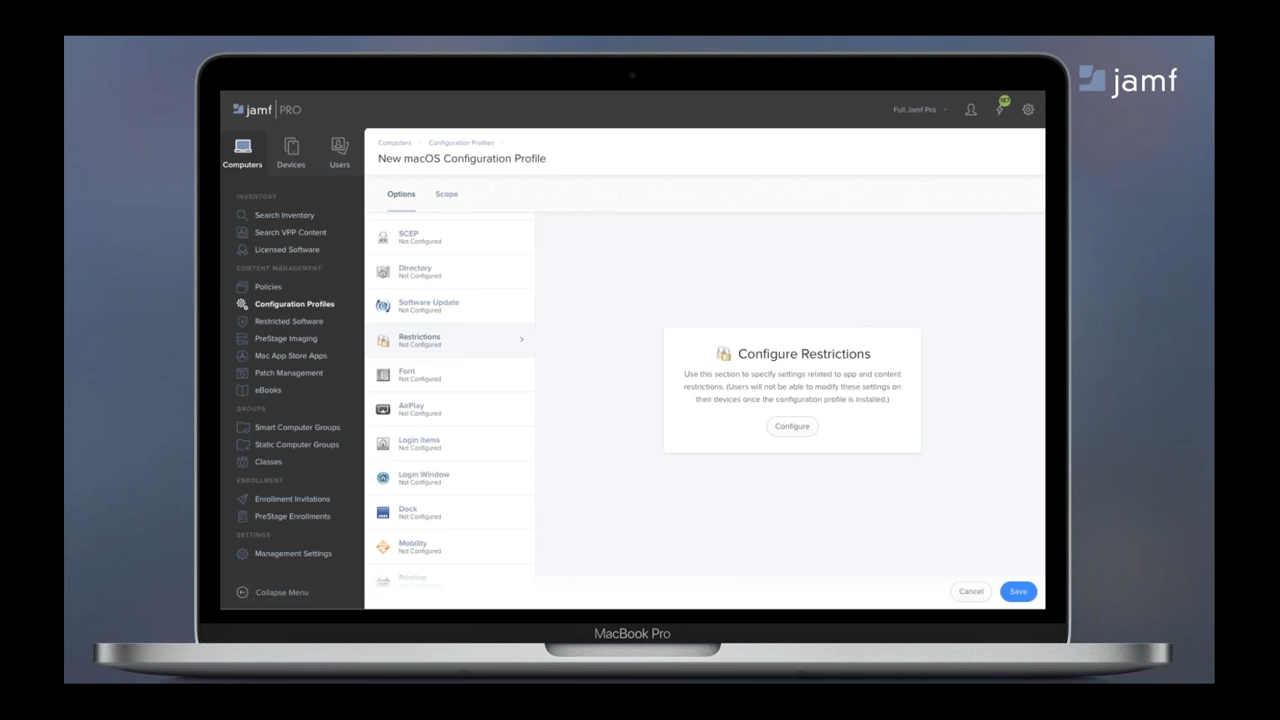 jamf
jamf PRO
Full Jamf Pro
Computers
Devices
Users
INVENTORY
Search Inventory
Search VPP Content
Licensed Software
CONTENT MANAGEMENT
Policies
Configuration Profiles
Restricted Software
PreStage Imaging
Mac App Store Apps
Patch Management
eBooks
GROUPS
Smart Computer Groups
Static Computer Groups
Classes
ENROLLMENT
Enrollment Invitations
PreStage Enrollments
SETTINGS
Management Settings
Collapse Menu
Computers
Configuration Profiles
New macOS Configuration Profile
Options
Scope
SCEP
Not Configured
Directory
Not Configured
Software Update
Not Configured
Restrictions
Not Configured
Font
Not Configured
AirPlay
Not Configured
Login Items
Not Configured
Login Window
Not Configured
Dock
Not Configured
Mobility
Not Configured
Printing
Configure Restrictions
Use this section to specify settings related to app and content
restrictions. (Users will not be able to modify these settings on
their devices once the configuration profile is installed.)
Configure
Cancel
Save
MacBook Pro